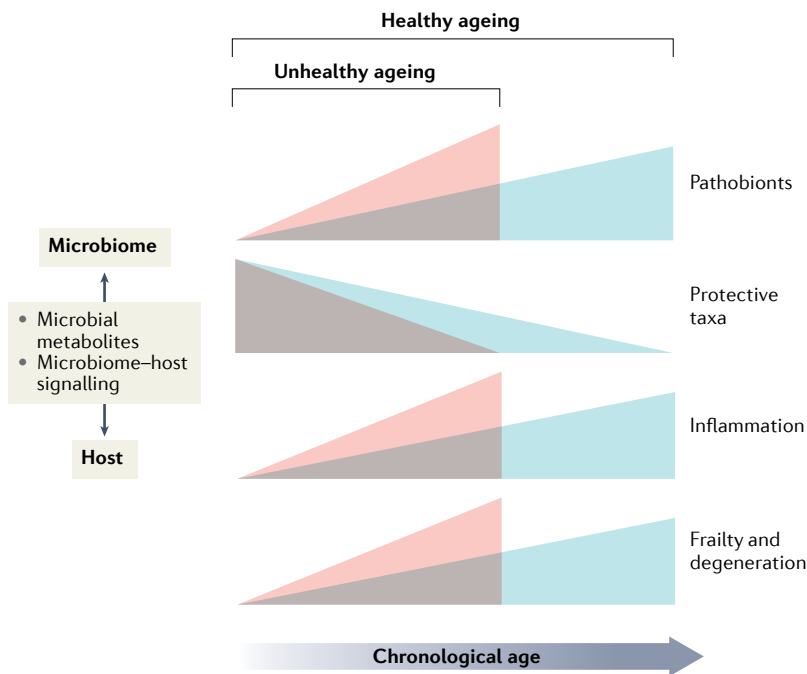 Healthy ageing
Unhealthy ageing
Pathobionts
Microbiome
• Microbial
metabolites
• Microbiome–host
signalling
Host
Protective
taxa
Inflammation
Frailty and
degeneration
Chronological age